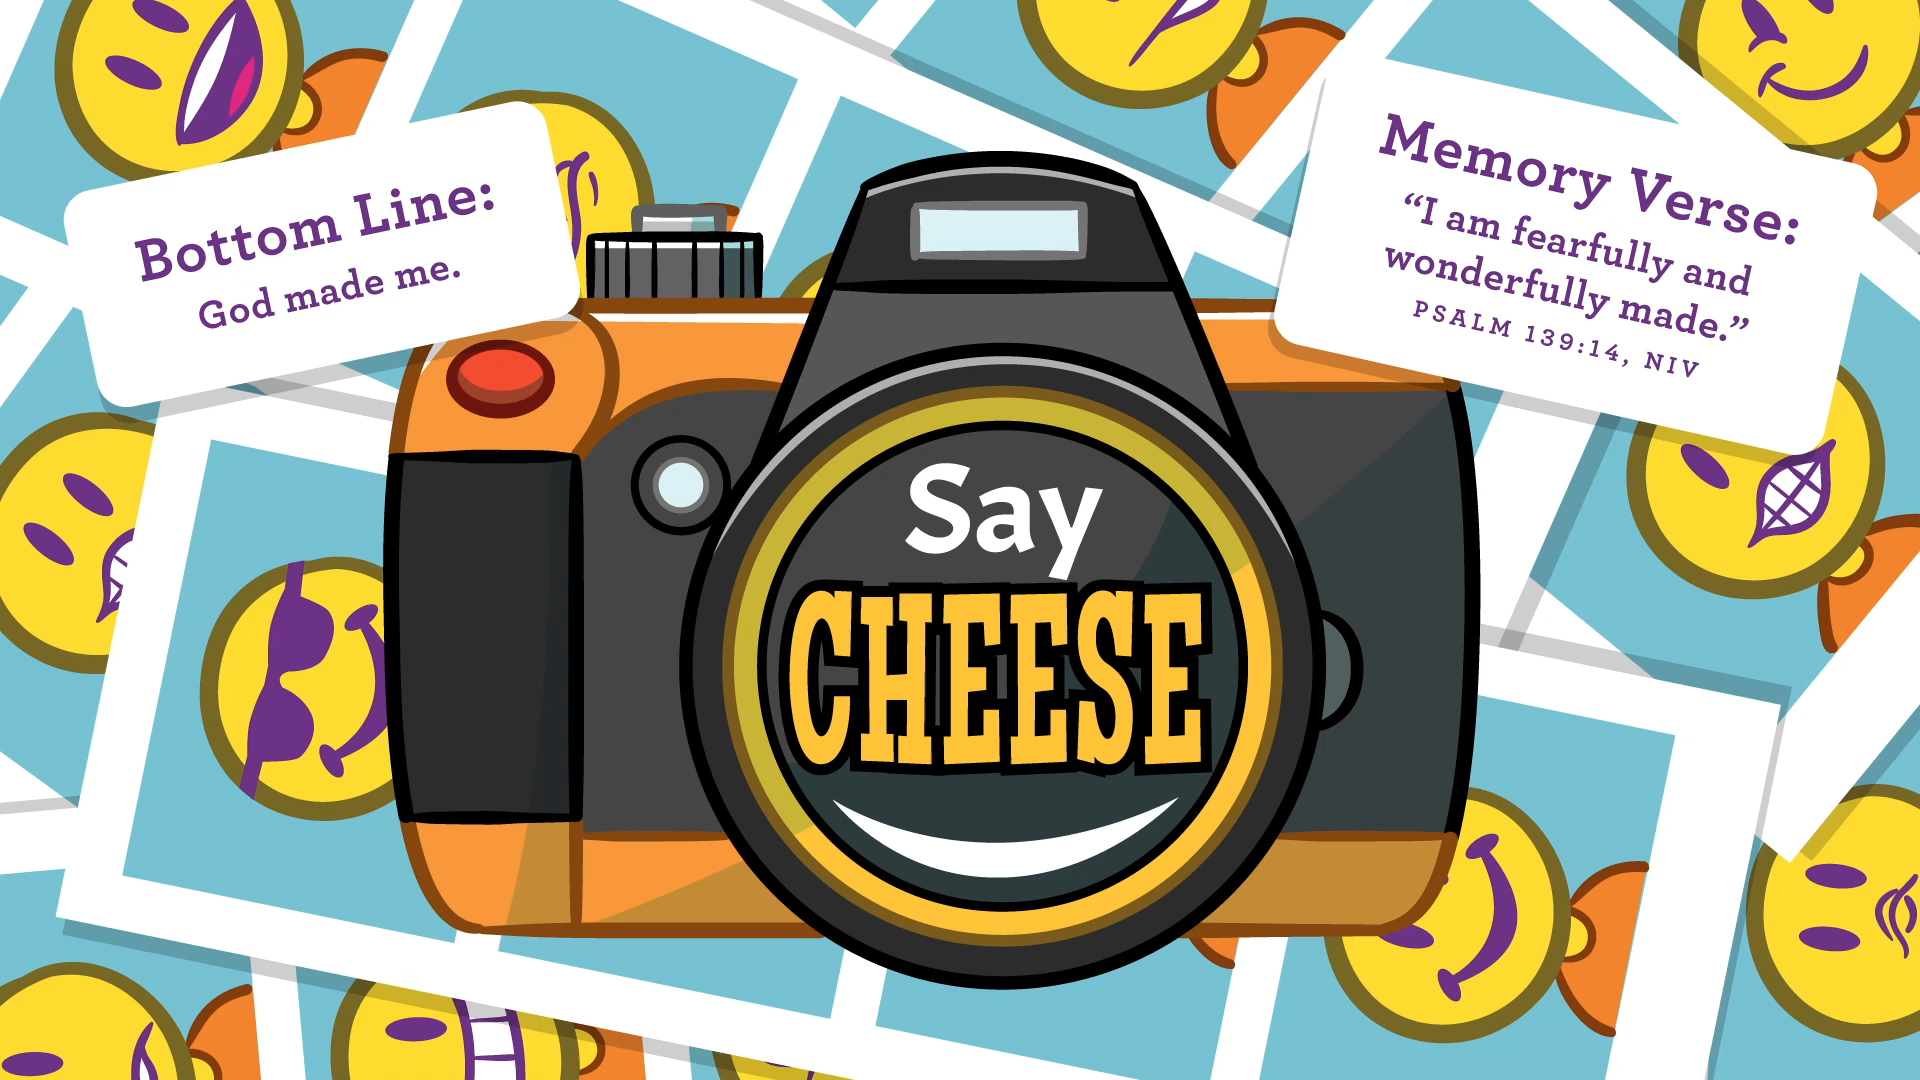 Bottom Line:
God made me.
Memory Verse:
“I am fearfully and
wonderfully made.”
PSALM 139:14, NIV
Say
CHEESE